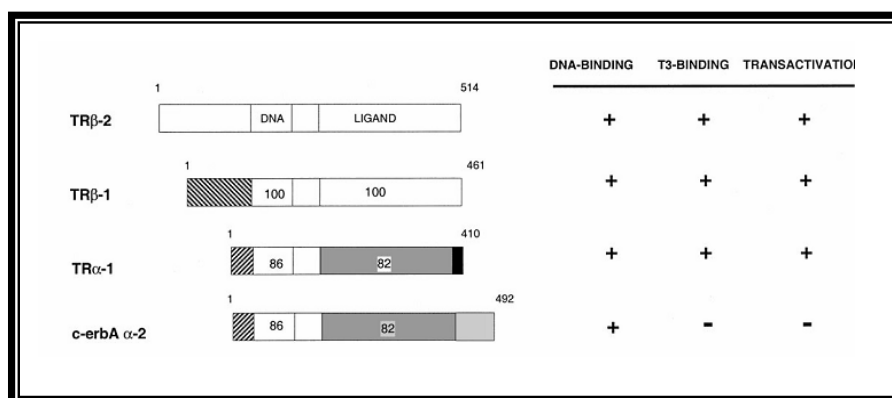 DNA-BINDING T3-BINDING TRANSACTIVATIO
1 514
TRβ-2 DNA LIGAND + + +
1 461
TRβ-1 100 100 + + +
1 410
TRα-1 86 82 + + +
1 492
c-erbA α-2 86 82 + - -